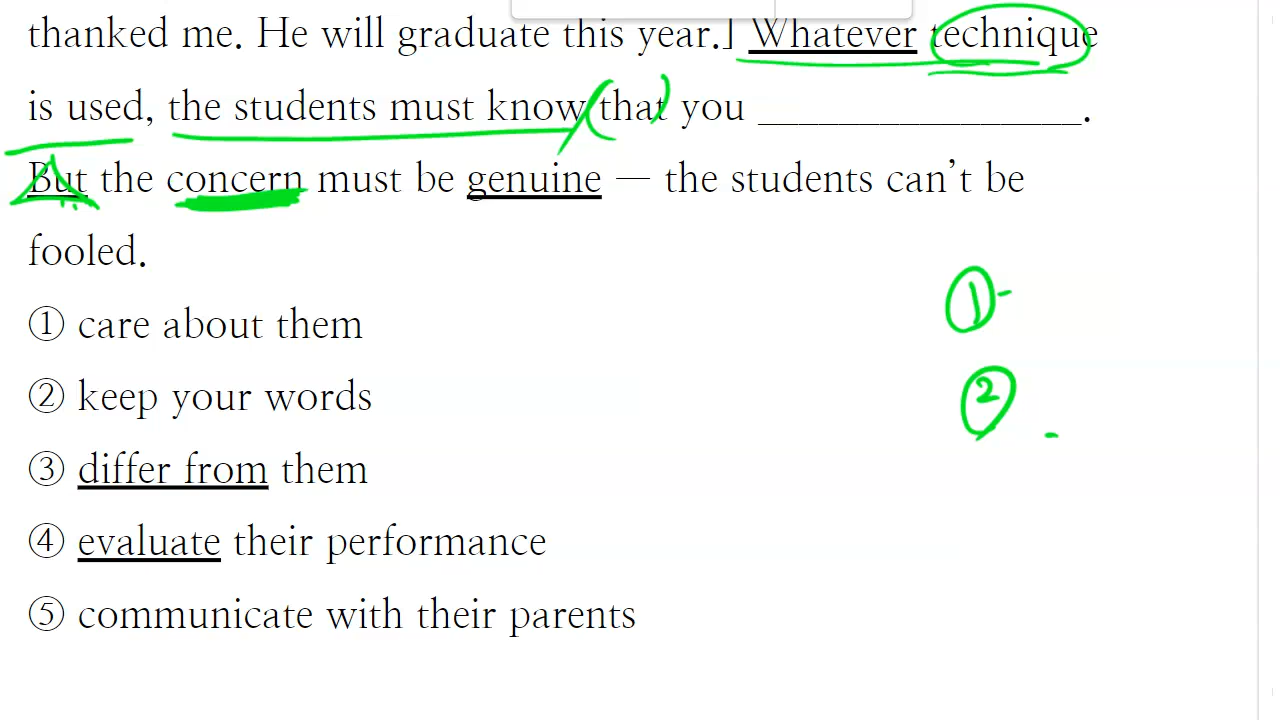 thanked me. He will graduate this year.] Whatever technique
is used, the students must know (that) you ________________.
But the concern must be genuine — the students can't be
fooled.
① care about them
② keep your words
③ differ from them
④ evaluate their performance
⑤ communicate with their parents
①-
②